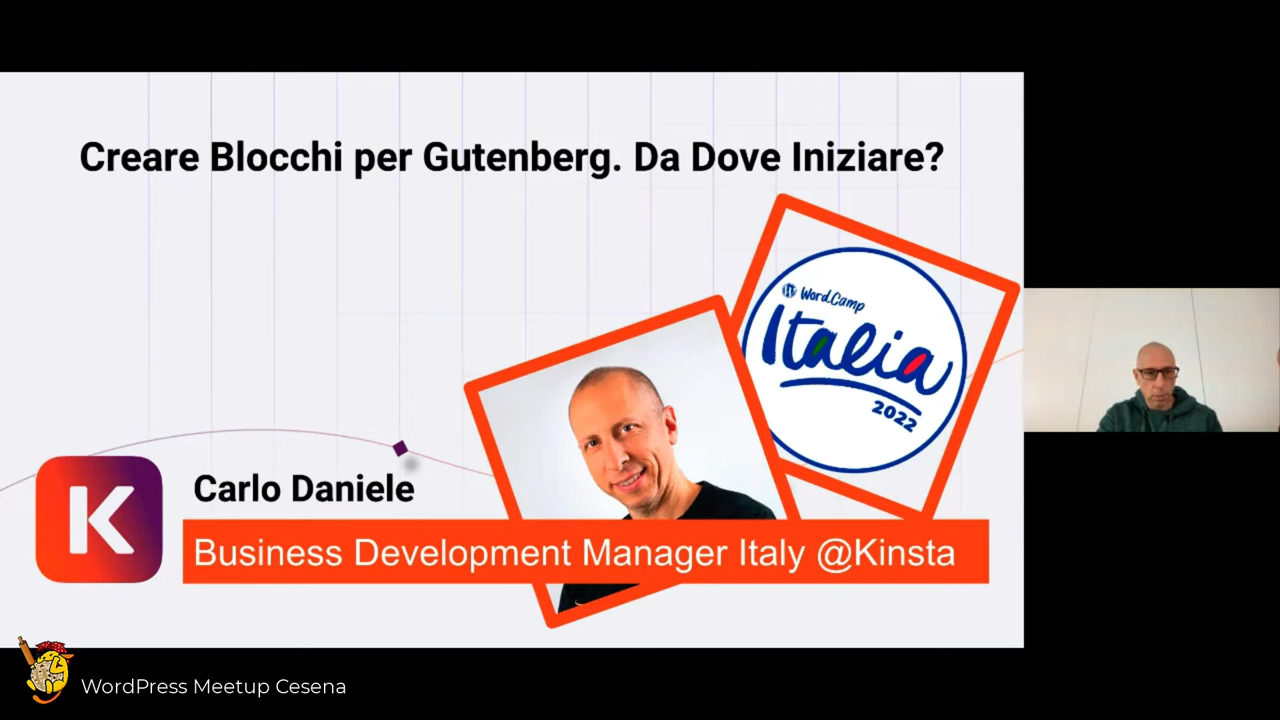 Creare Blocchi per Gutenberg. Da Dove Iniziare?
WordCamp
Italia
2022
K
Carlo Daniele
Business Development Manager Italy @Kinsta
WordPress Meetup Cesena